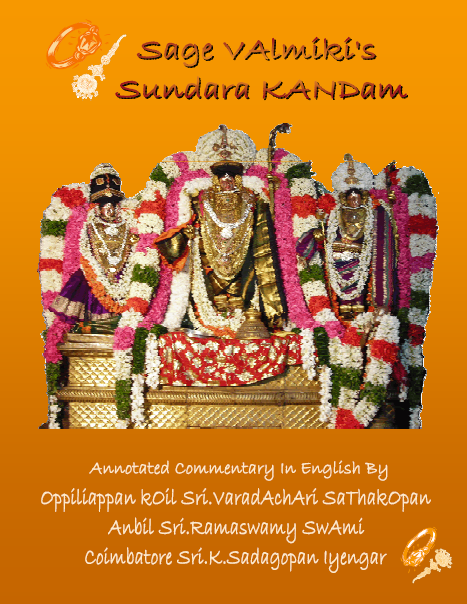 Sage VAlmiki's
Sundara KANDam
Annotated Commentary In English By
Oppiliappan kOil Sri.VaradAchAri SaThakOpan
Anbil Sri.Ramaswamy SwAmi
Coimbatore Sri.K.Sadagopan Iyengar